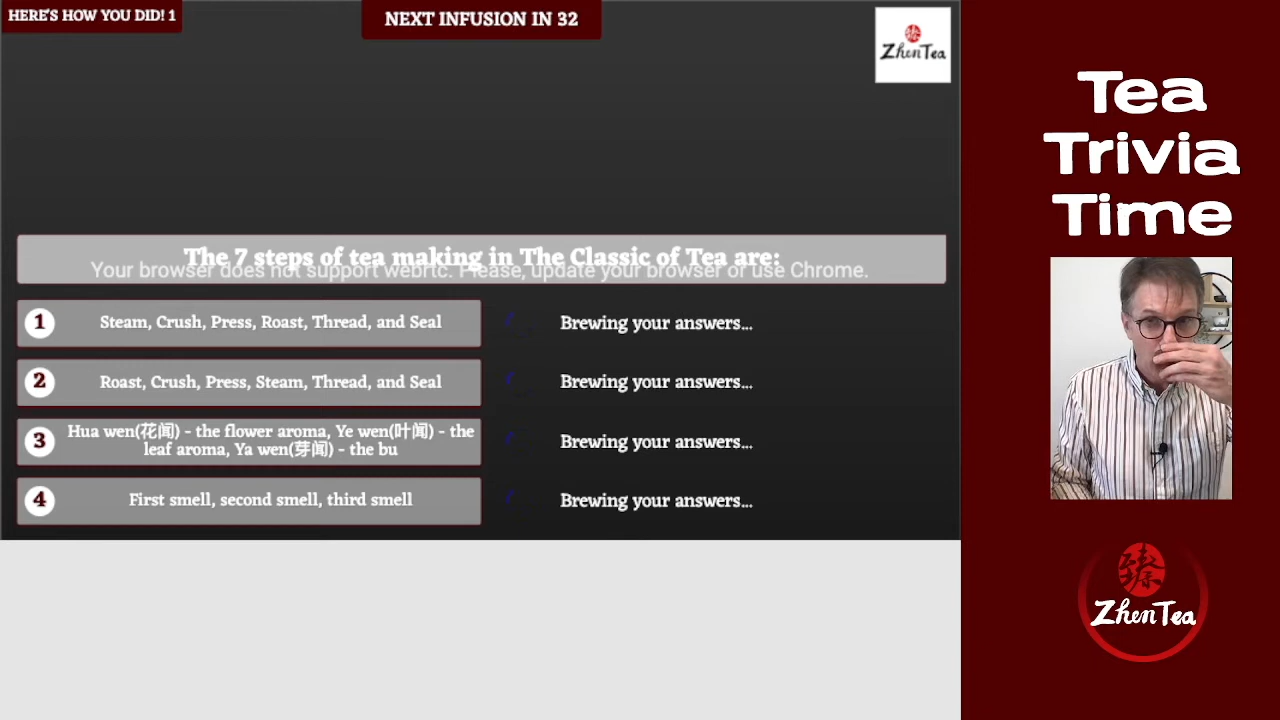 HERE'S HOW YOU DID! 1
NEXT INFUSION IN 32
ZhenTea
Tea
Trivia
Time
The 7 steps of tea making in The Classic of Tea are:
Your browser does not support webrtc. Please, update your browser or use Chrome.
1 Steam, Crush, Press, Roast, Thread, and Seal Brewing your answers...
2 Roast, Crush, Press, Steam, Thread, and Seal Brewing your answers...
3 Hua wen(花闻) - the flower aroma, Ye wen(叶闻) - the
leaf aroma, Ya wen(芽闻) - the bu
Brewing your answers...
4 First smell, second smell, third smell Brewing your answers...
臻
ZhenTea